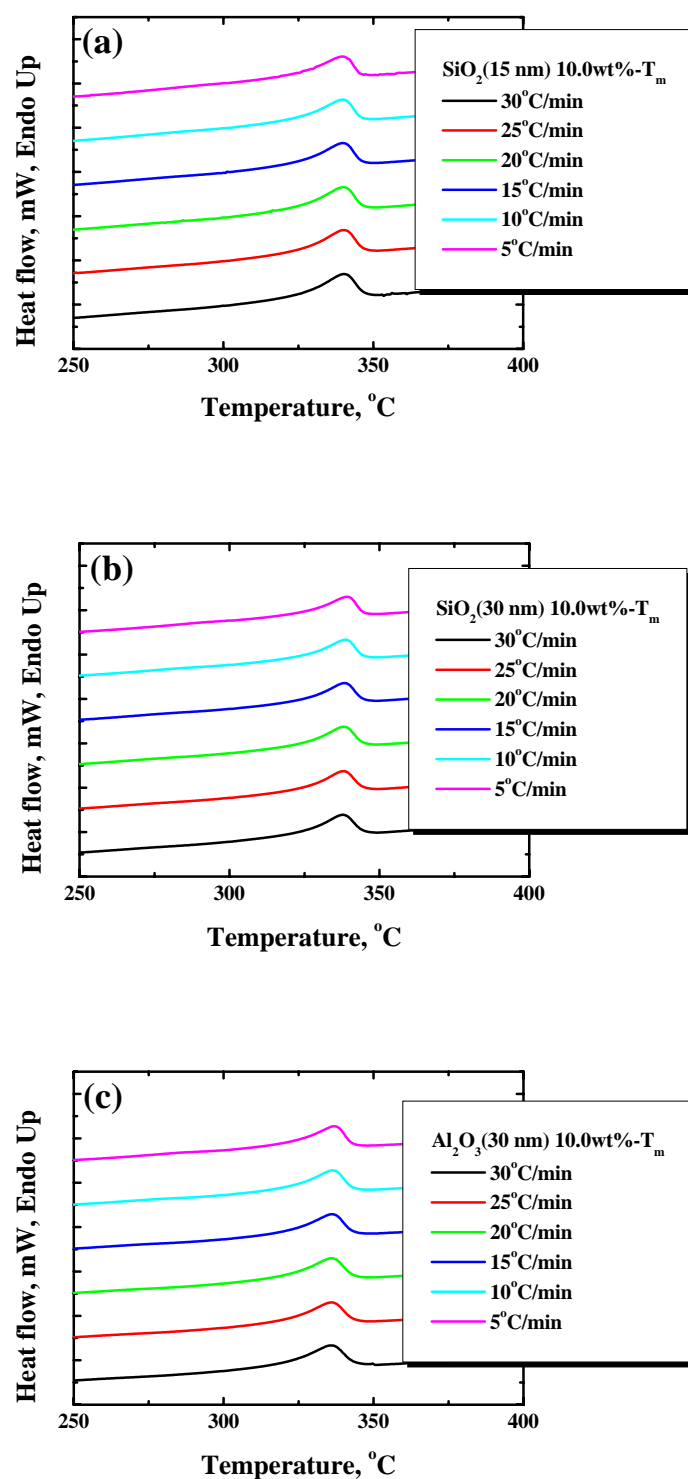 (a)
SiO₂(15 nm) 10.0wt%-Tₘ
30°C/min
25°C/min
20°C/min
15°C/min
10°C/min
5°C/min
Heat flow, mW, Endo Up
250 300 350 400
Temperature, °C
(b)
SiO₂(30 nm) 10.0wt%-Tₘ
30°C/min
25°C/min
20°C/min
15°C/min
10°C/min
5°C/min
Heat flow, mW, Endo Up
250 300 350 400
Temperature, °C
(c)
Al₂O₃(30 nm) 10.0wt%-Tₘ
30°C/min
25°C/min
20°C/min
15°C/min
10°C/min
5°C/min
Heat flow, mW, Endo Up
250 300 350 400
Temperature, °C